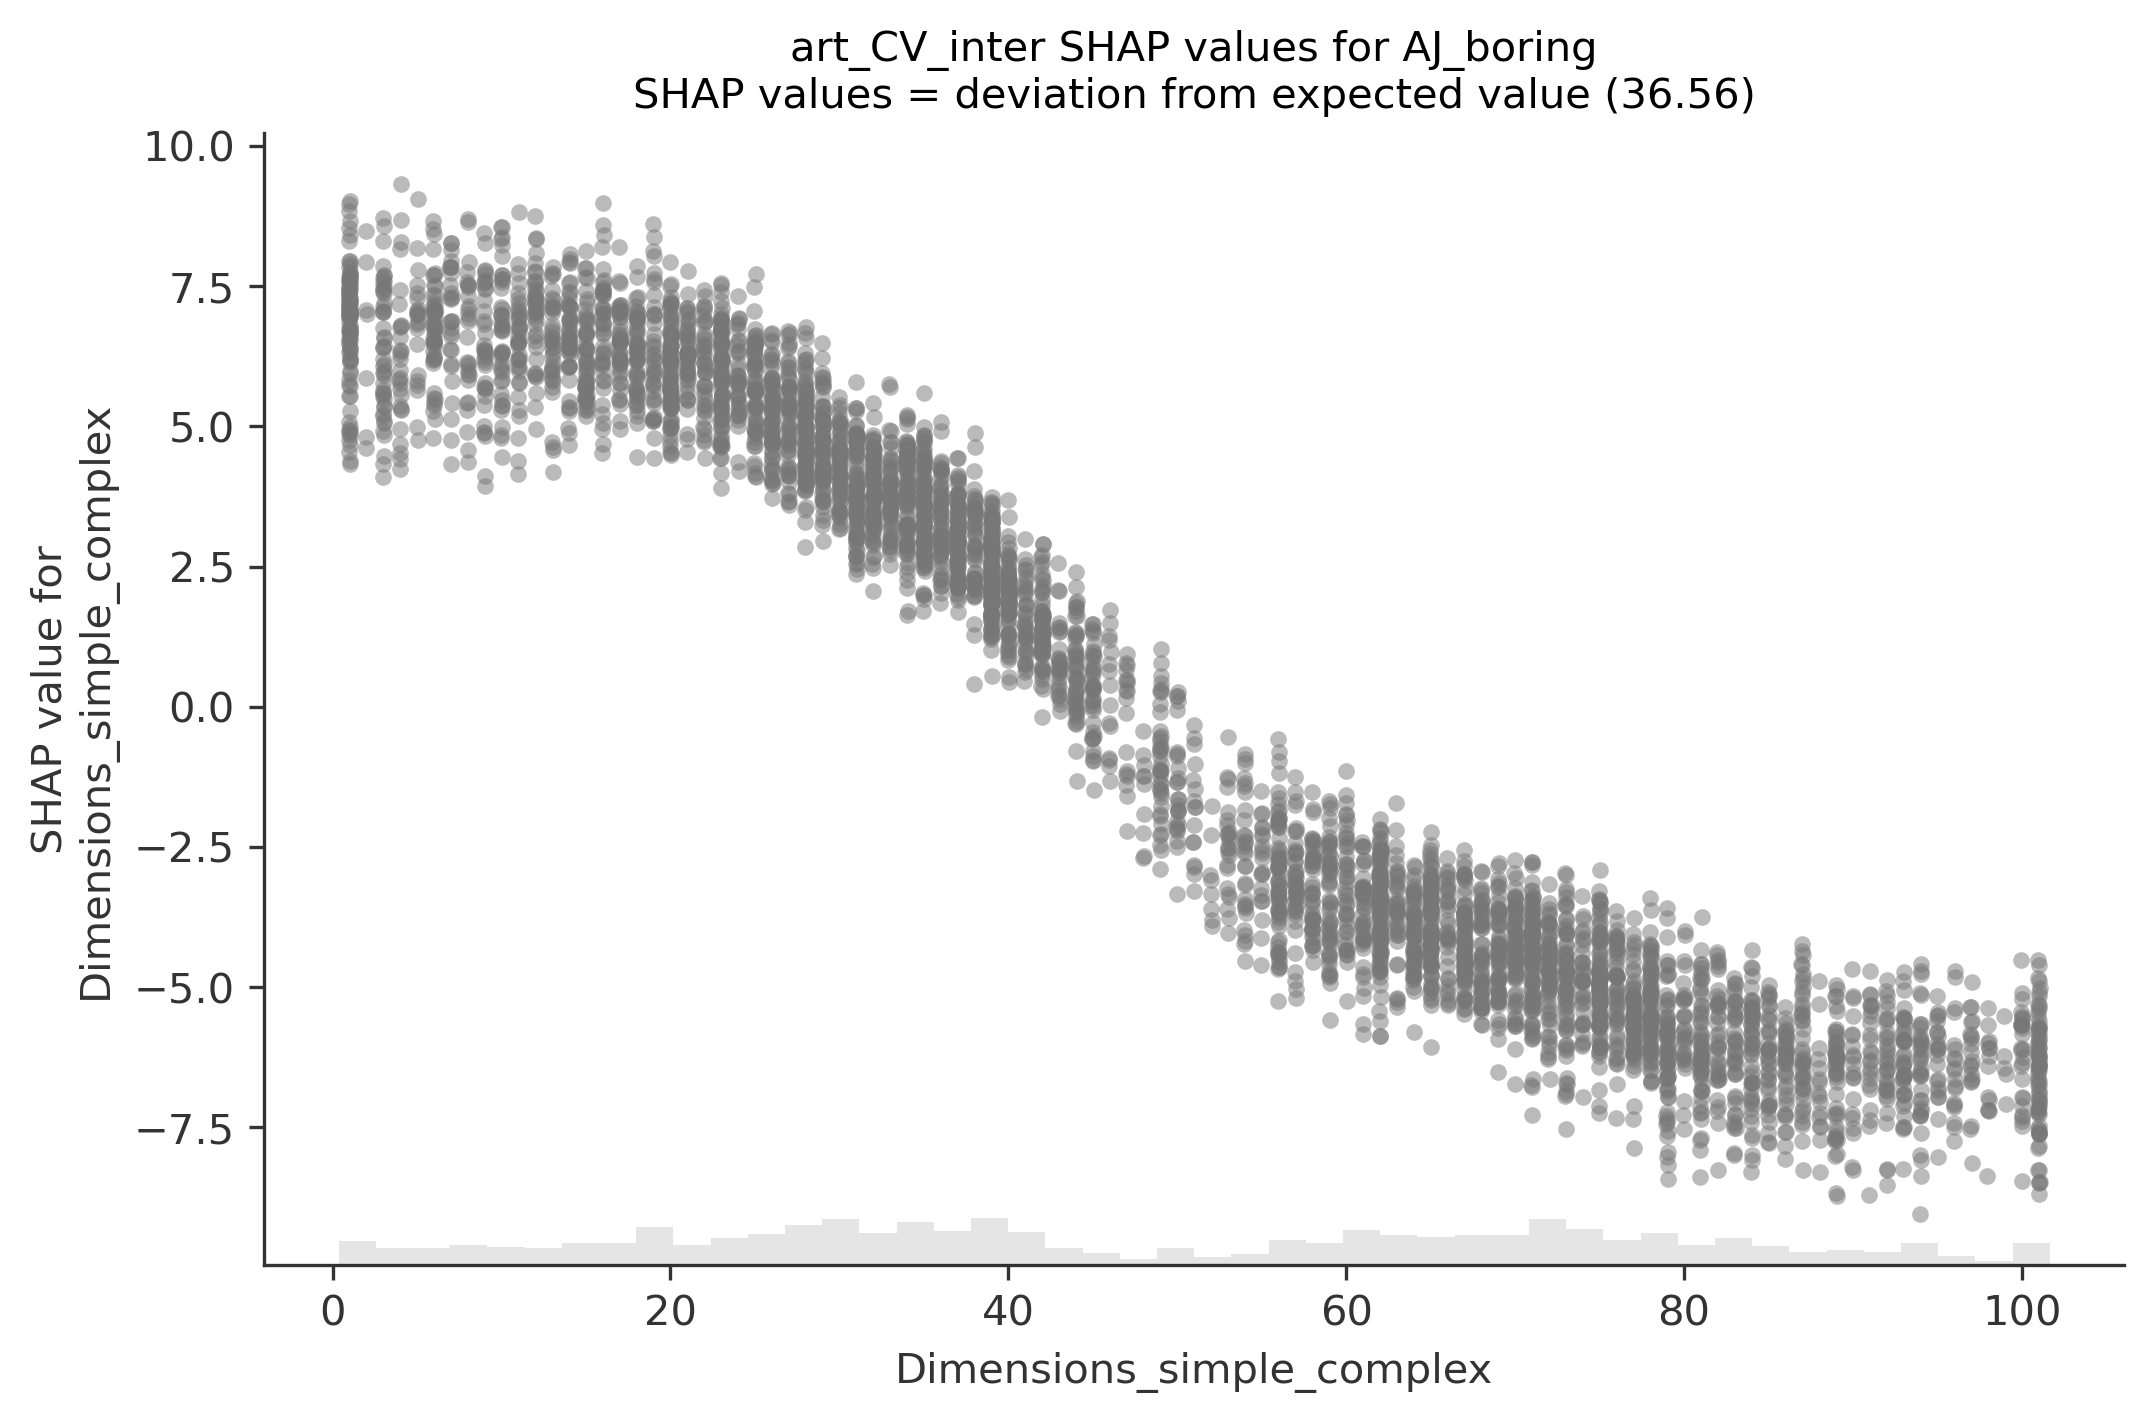 art_CV_inter SHAP values for AJ_boring
SHAP values = deviation from expected value (36.56)
10.0
7.5
5.0
2.5
0.0
−2.5
−5.0
−7.5
SHAP value for
Dimensions_simple_complex
0
20
40
60
80
100
Dimensions_simple_complex